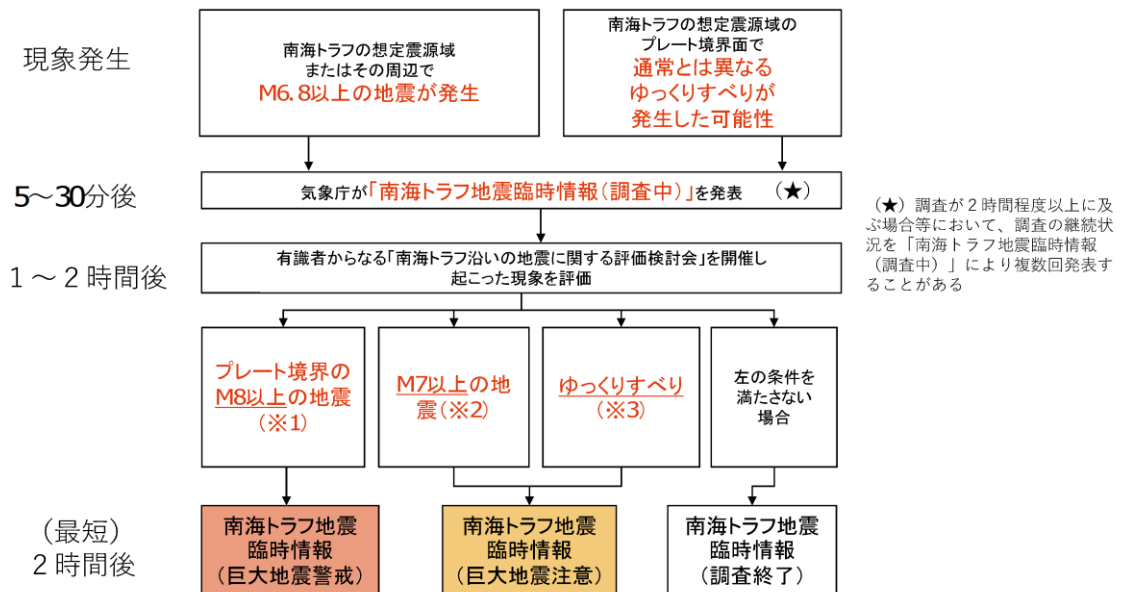 現象発生
南海トラフの想定震源域
またはその周辺で
M6.8以上の地震が発生
南海トラフの想定震源域の
プレート境界面で
通常とは異なる
ゆっくりすべりが
発生した可能性
5～30分後
気象庁が「南海トラフ地震臨時情報(調査中)」を発表　(★)
(★) 調査が２時間程度以上に及
ぶ場合等において、調査の継続状
況を「南海トラフ地震臨時情報
(調査中)」により複数回発表す
ることがある
１～２時間後
有識者からなる「南海トラフ沿いの地震に関する評価検討会」を開催し
起こった現象を評価
プレート境界の
M8以上の地震
(※1)
M7以上の地
震(※2)
ゆっくりすべり
(※3)
左の条件を
満たさない
場合
(最短)
２時間後
南海トラフ地震
臨時情報
(巨大地震警戒)
南海トラフ地震
臨時情報
(巨大地震注意)
南海トラフ地震
臨時情報
(調査終了)